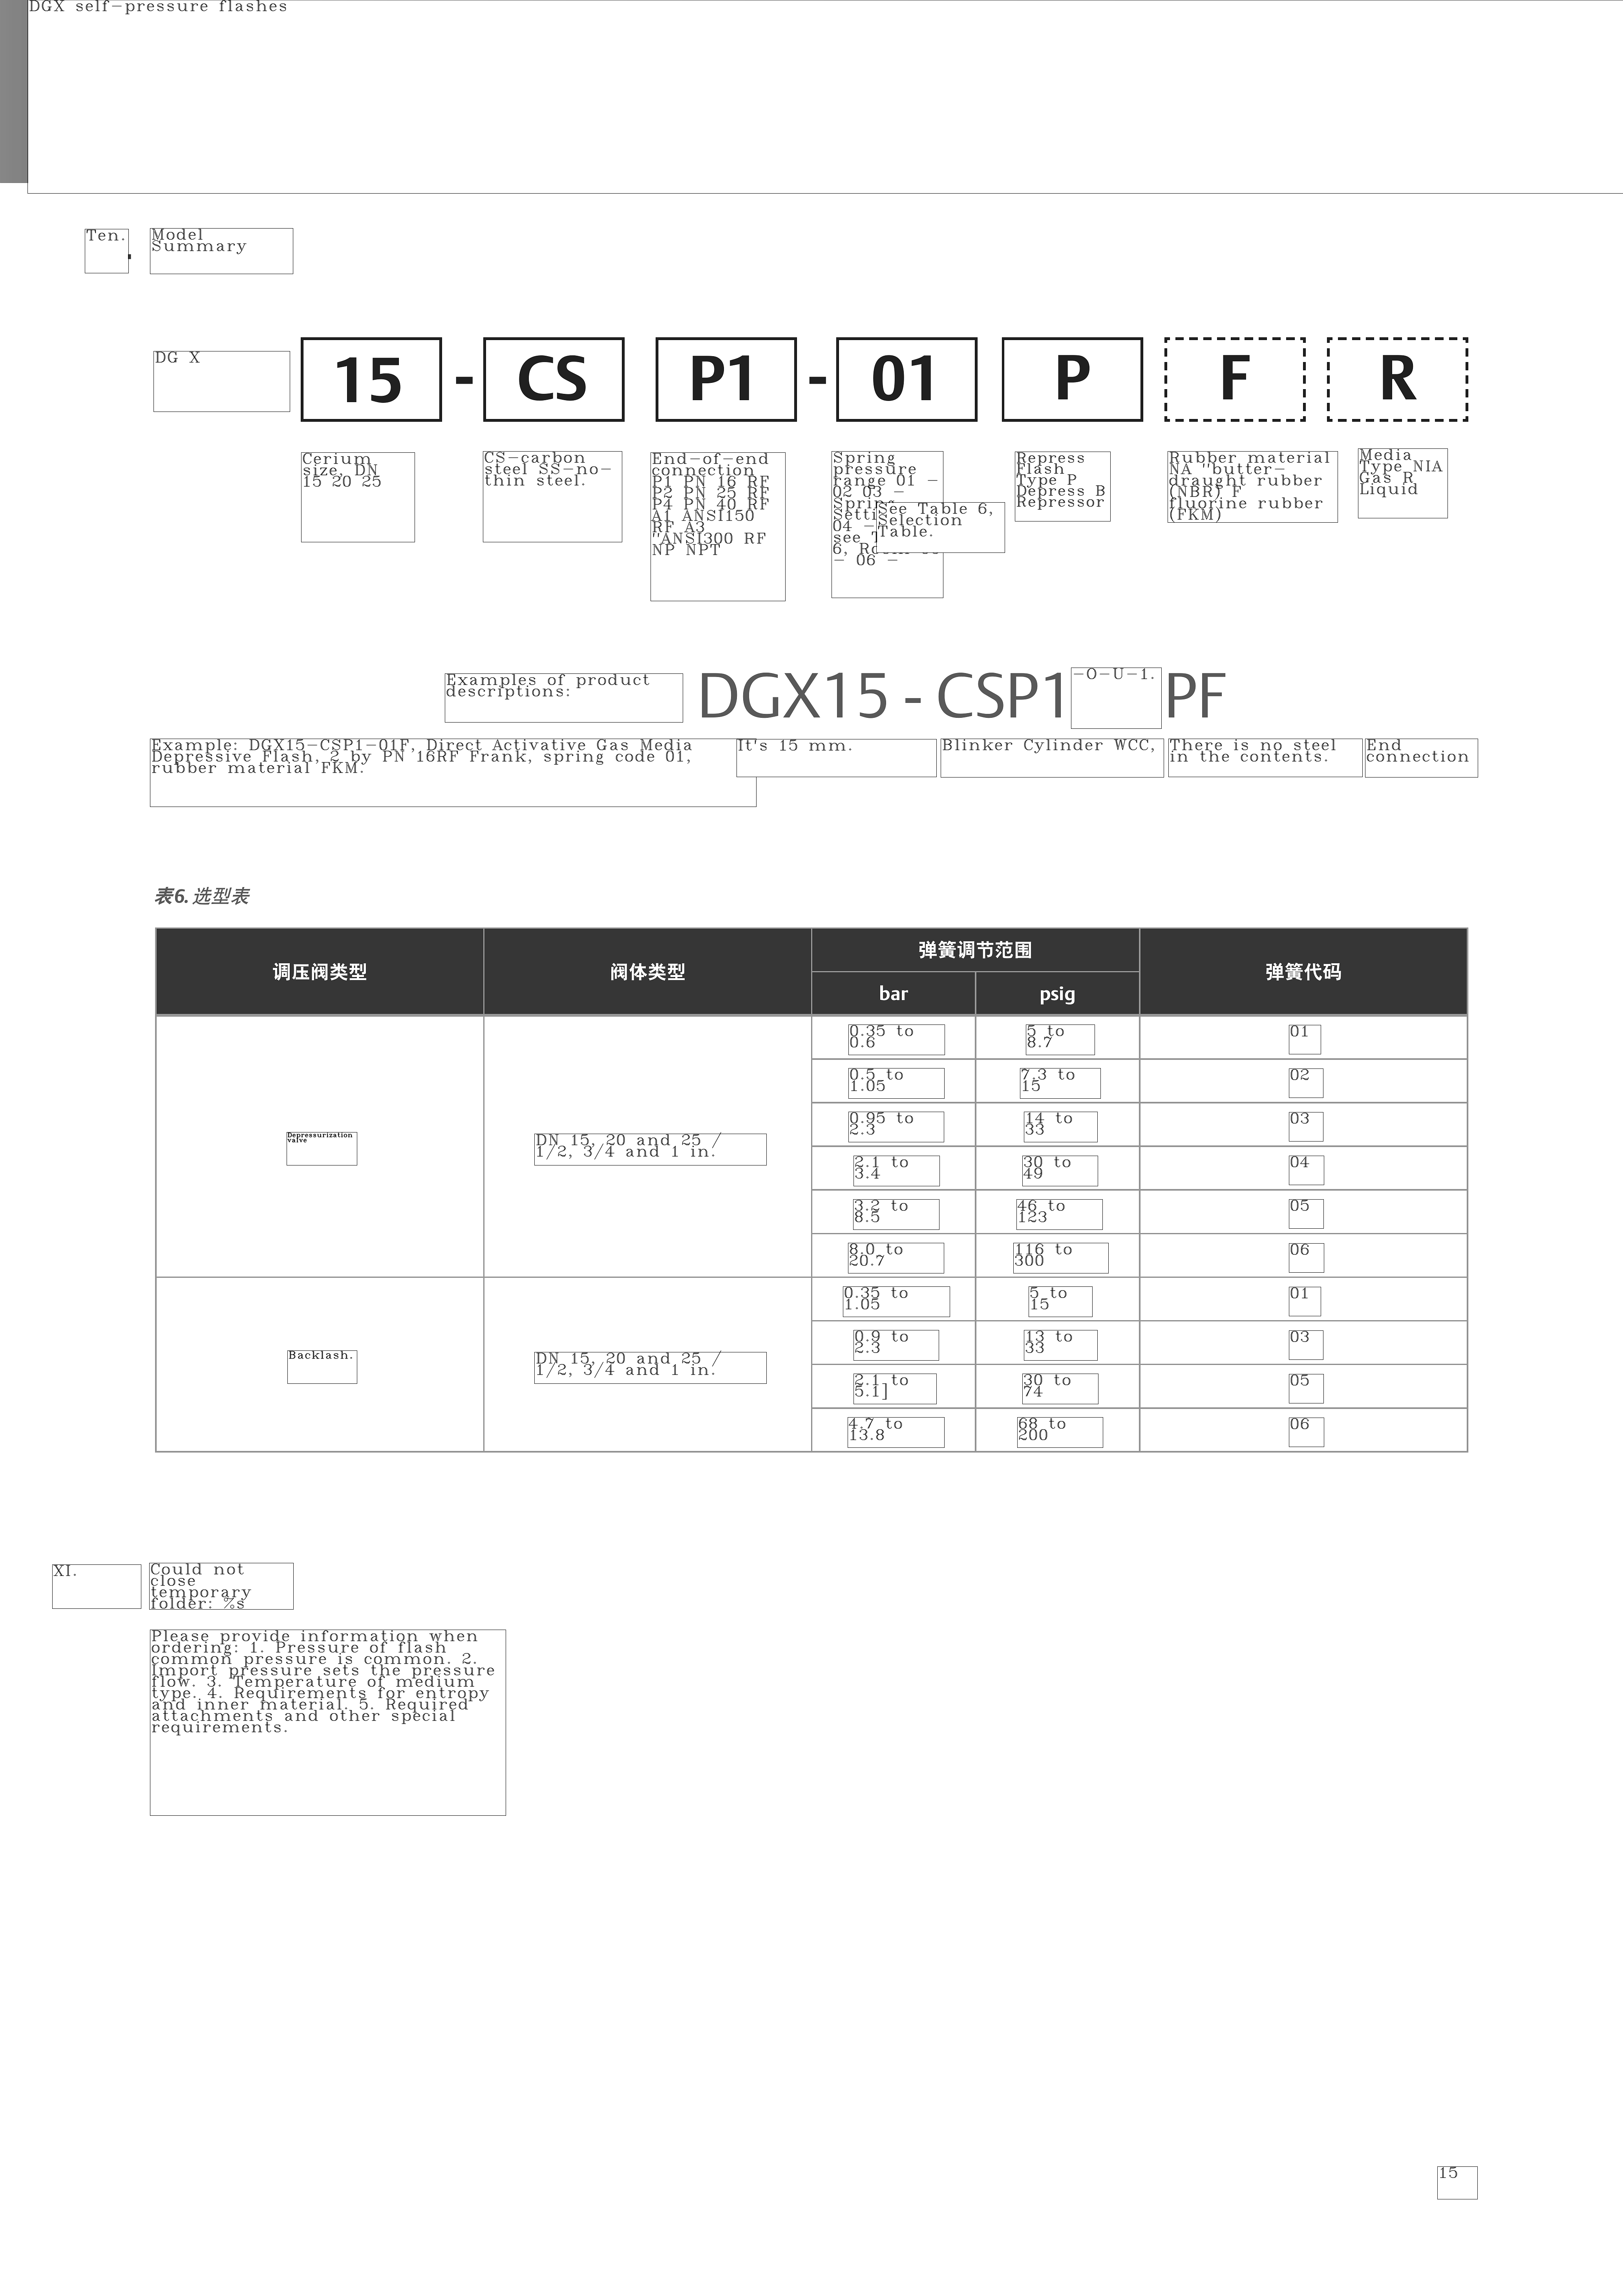 DGX self-pressure flashes
Ten.
Model
Summary
DG X
15 - CS P1 - 01 P F R
Cerium
size, DN
15 20 25
CS-carbon
steel SS-no-
thin steel.
End-of-end
connection
P1 PN 16 RF
P2 PN 25 RF
P4 PN 40 RF
A1 ANSI150
RF A3
"ANSI300 RF
NP NPT
Spring
pressure
range 01 -
02 03 -
04 -
see
- 06 -
See Table 6,
Selection
Table.
Repress
Flash
Type P
Depress B
Repressor
Rubber material
NA "butter-
draught rubber
(NBR) F
fluorine rubber
(FKM)
Media
Type NIA
Gas R
Liquid
Examples of product
descriptions:
DGX15 - CSP1
-O-U-1.
PF
Example: DGX15-CSP1-01F, Direct Activative Gas Media
Depressive Flash, 2 by PN 16RF Frank, spring code 01,
rubber material FKM.
It's 15 mm.
Blinker Cylinder WCC,
There is no steel
in the contents.
End
connection
表6. 选型表
调压阀类型 阀体类型 弹簧调节范围 弹簧代码
bar psig
0.35 to
0.6
5 to
8.7
01
0.5 to
1.05
7.3 to
15
02
0.95 to
2.3
14 to
33
03
Depressurization
valve
DN 15, 20 and 25 /
1/2, 3/4 and 1 in.
2.1 to
3.4
30 to
49
04
3.2 to
8.5
46 to
123
05
8.0 to
20.7
116 to
300
06
0.35 to
1.05
5 to
15
01
0.9 to
2.3
13 to
33
03
Backlash.
DN 15, 20 and 25 /
1/2, 3/4 and 1 in.
2.1 to
5.1]
30 to
74
05
4.7 to
13.8
68 to
200
06
XI.
Could not
close
temporary
folder: %s
Please provide information when
ordering: 1. Pressure of flash
common pressure is common. 2.
Import pressure sets the pressure
flow. 3. Temperature of medium
type. 4. Requirements for entropy
and inner material. 5. Required
attachments and other special
requirements.
15